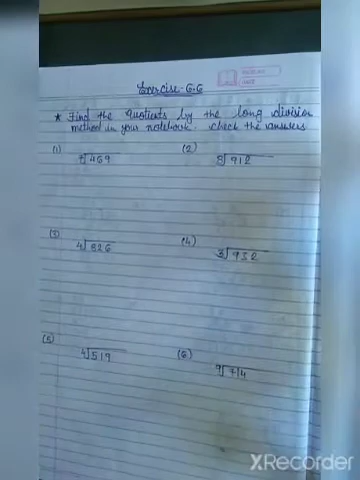 Exercise-6.6
★ Find the quotients by the long division
method in your notebook. check the answers
(1) 7)469 (2) 8)912
(3) 4)826 (4) 3)932
(5) 4)519 (6) 9)714
XRecorder